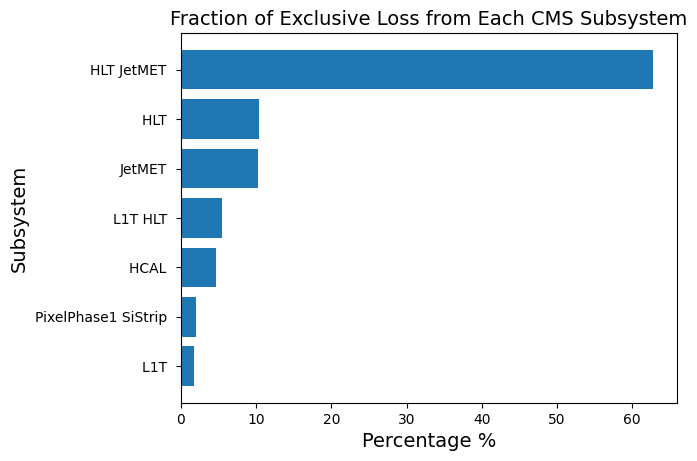 Fraction of Exclusive Loss from Each CMS Subsystem
HLT JetMET
HLT
JetMET
L1T HLT
HCAL
PixelPhase1 SiStrip
L1T
Subsystem
0 10 20 30 40 50 60
Percentage %